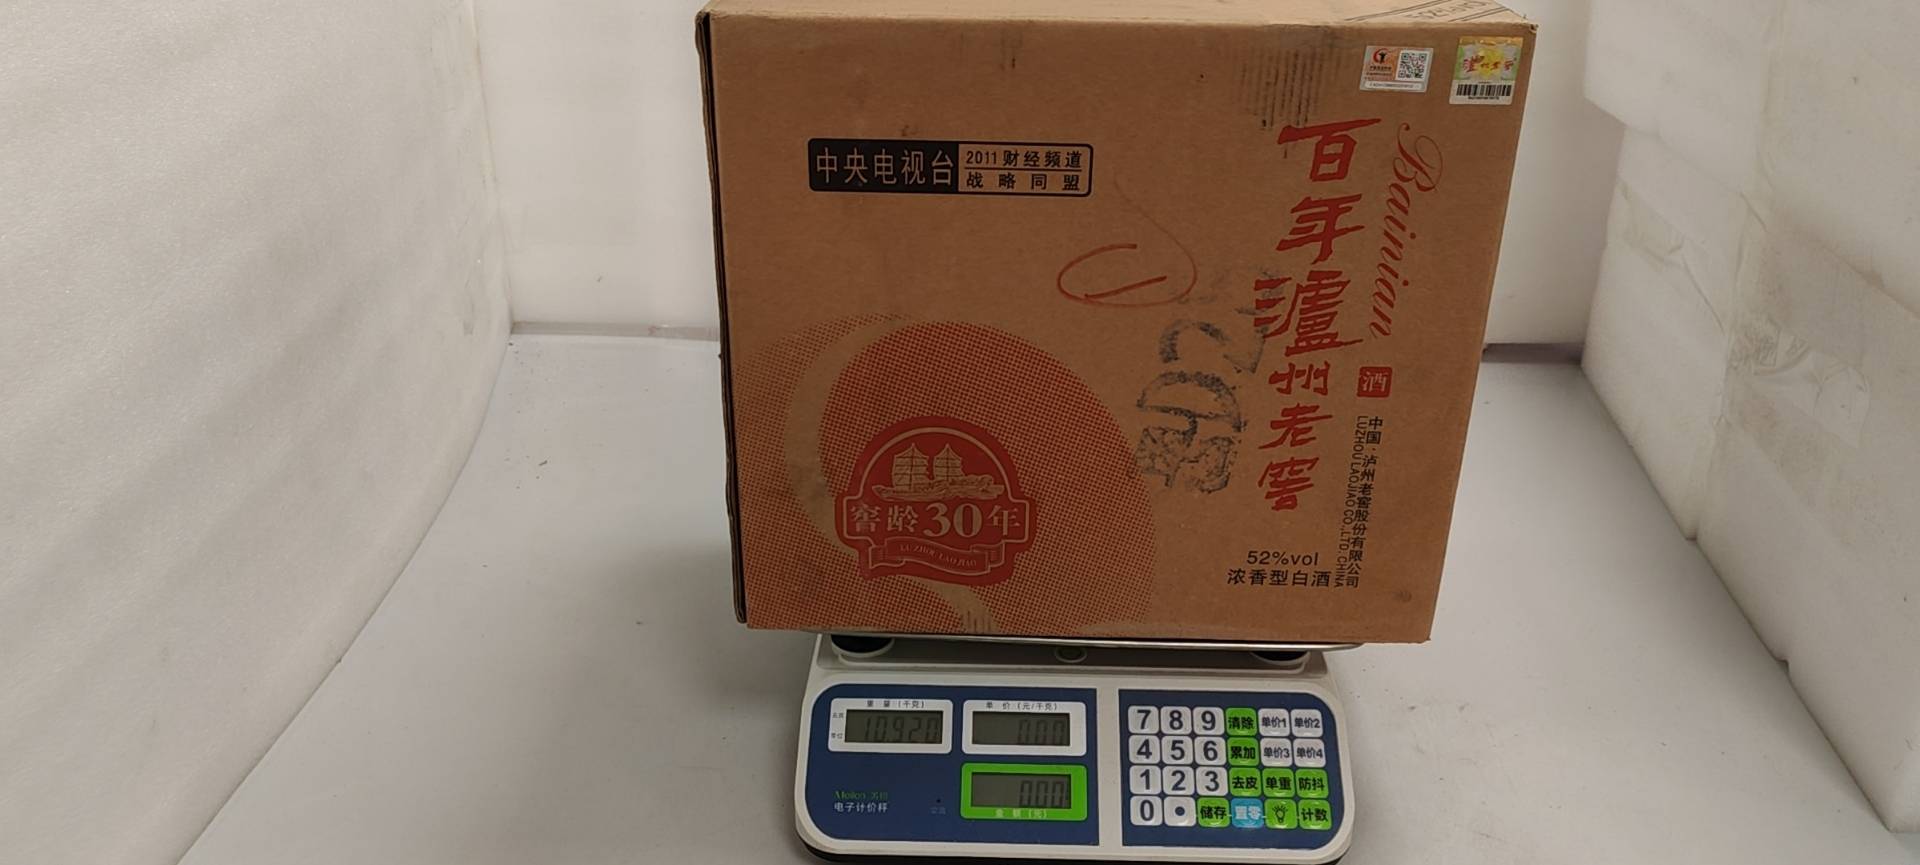 中央电视台
2011财经频道
战略同盟
Bainian
百年泸州老窖
酒
中国·泸州老窖股份有限公司
LUZHOU LAOJIAO CO.,LTD.CHINA
窖龄30年
LUZHOU LAO JIAO
52%vol
浓香型白酒
重量(千克)
单价(元/千克)
10.920
0.00
0.00
金额(元)
电子计价秤
7 8 9 清除 单价1 单价2
4 5 6 累加 单价3 单价4
1 2 3 去皮 单重 防抖
0 • 储存 置零 计数